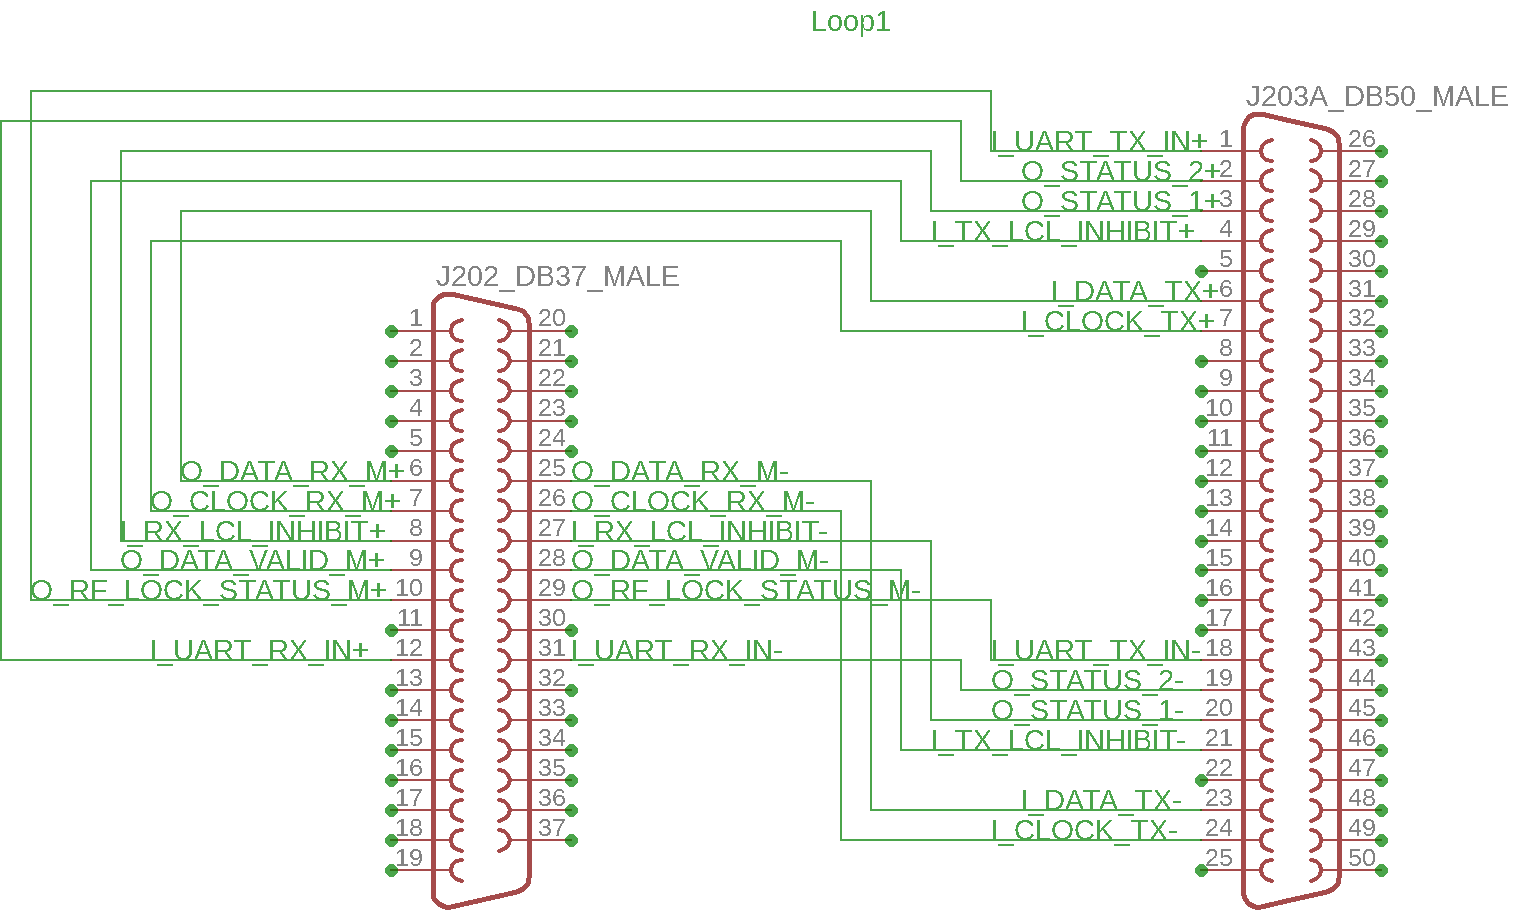 Loop1
J203A_DB50_MALE
I_UART_TX_IN+ 1 26
O_STATUS_2+ 2 27
O_STATUS_1+ 3 28
I_TX_LCL_INHIBIT+ 4 29
5 30
I_DATA_TX+ 6 31
I_CLOCK_TX+ 7 32
8 33
9 34
10 35
11 36
12 37
13 38
14 39
15 40
16 41
17 42
I_UART_TX_IN- 18 43
O_STATUS_2- 19 44
O_STATUS_1- 20 45
I_TX_LCL_INHIBIT- 21 46
22 47
I_DATA_TX- 23 48
I_CLOCK_TX- 24 49
25 50
J202_DB37_MALE
1 20
2 21
3 22
4 23
5 24
O_DATA_RX_M+ 6 25 O_DATA_RX_M-
O_CLOCK_RX_M+ 7 26 O_CLOCK_RX_M-
I_RX_LCL_INHIBIT+ 8 27 I_RX_LCL_INHIBIT-
O_DATA_VALID_M+ 9 28 O_DATA_VALID_M-
O_RF_LOCK_STATUS_M+ 10 29 O_RF_LOCK_STATUS_M-
11 30
I_UART_RX_IN+ 12 31 I_UART_RX_IN-
13 32
14 33
15 34
16 35
17 36
18 37
19